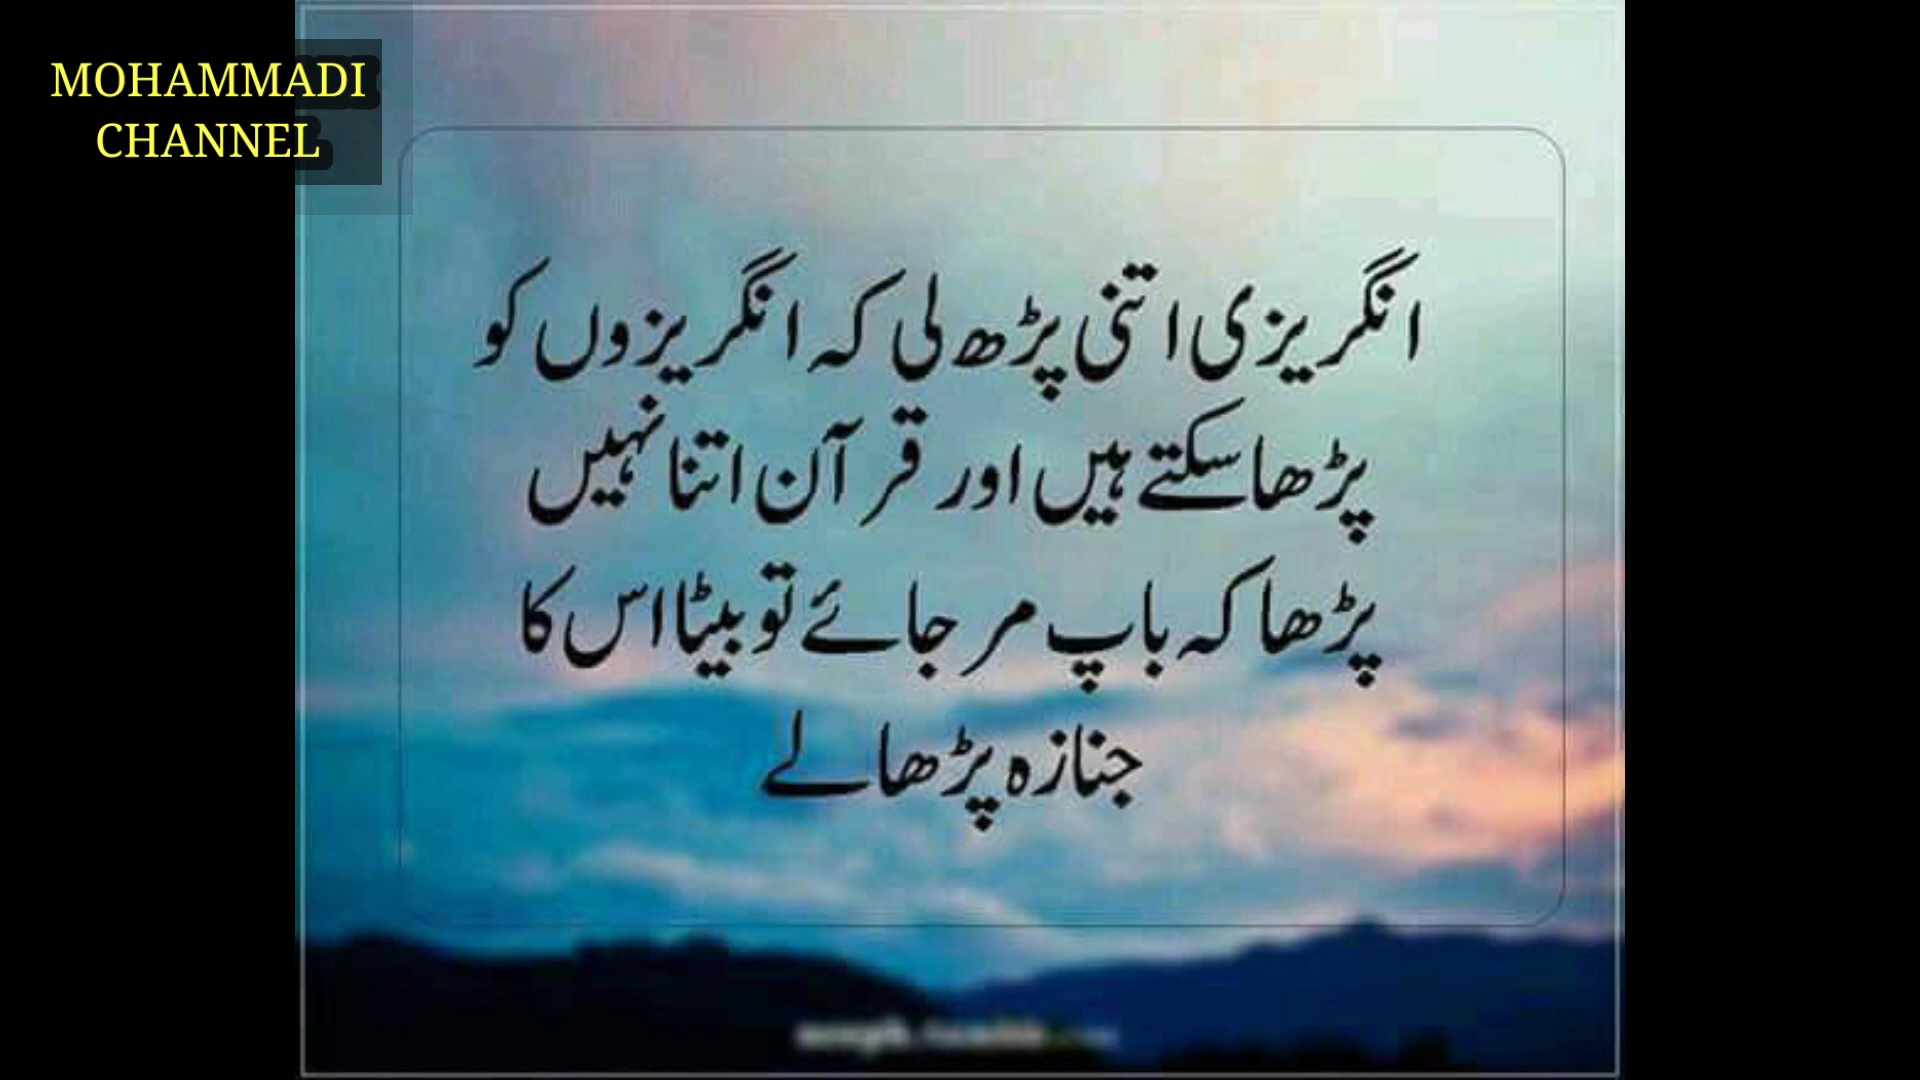 MOHAMMADI
CHANNEL
انگریزی اتنی پڑھ لی کہ انگریزوں کو
پڑھا سکتے ہیں اور قرآن اتنا نہیں
پڑھا کہ باپ مر جائے تو بیٹا اس کا
جنازہ پڑھا لے